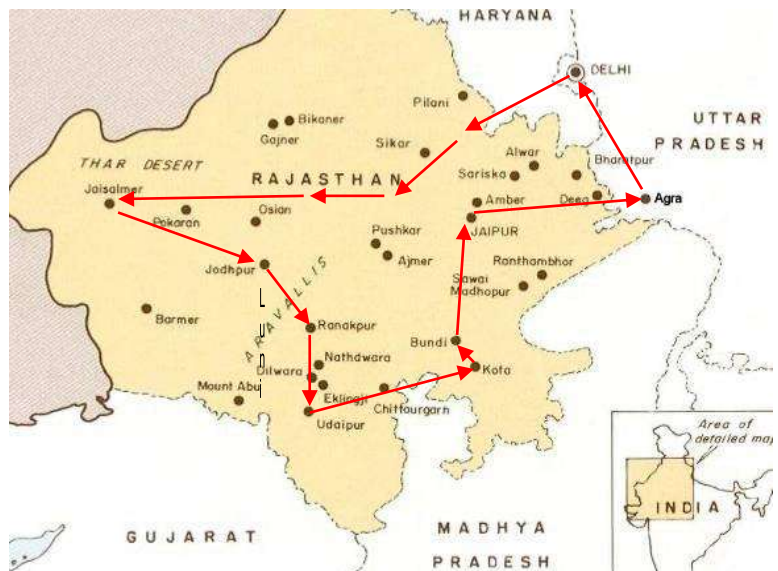 HARYANA
DELHI
Pilani
UTTAR
PRADESH
Bikaner
Gajner
Sikar
Alwar
Bharatpur
THAR DESERT
RAJASTHAN
Sariska
Jaisalmer
Amber
Deeg
Agra
Pokaran
Osian
JAIPUR
Pushkar
Ajmer
Ranthambhor
Jodhpur
Sawai
Madhopur
ARAVALLIS
Luni
Barmer
Ranakpur
Bundi
Nathdwara
Dilwara
Kota
Mount Abu
Eklingji
Chittourgarn
Udaipur
Area of
detailed map
INDIA
GUJARAT
MADHYA
PRADESH